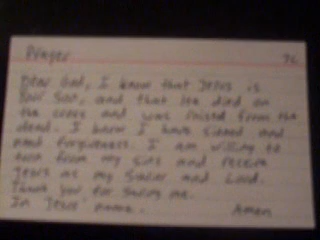 Prayer 7c
Dear God, I know that Jesus is
Your Son, and that He died on
the cross and was raised from the
dead. I know I have sinned and
need forgiveness. I am willing to
turn from my sins and receive
Jesus as my Savior and Lord.
Thank you for saving me.
In Jesus' name. Amen